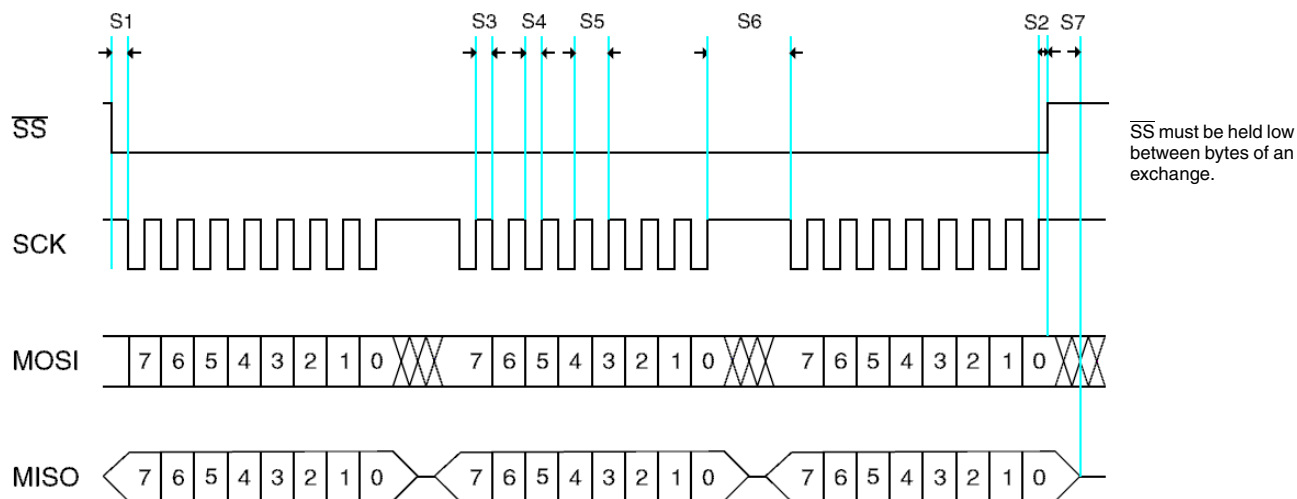 S1 S3 S4 S5 S6 S2 S7
S̅S̅
S̅S̅ must be held low
between bytes of an
exchange.
SCK
MOSI 7 6 5 4 3 2 1 0 7 6 5 4 3 2 1 0 7 6 5 4 3 2 1 0
MISO 7 6 5 4 3 2 1 0 7 6 5 4 3 2 1 0 7 6 5 4 3 2 1 0